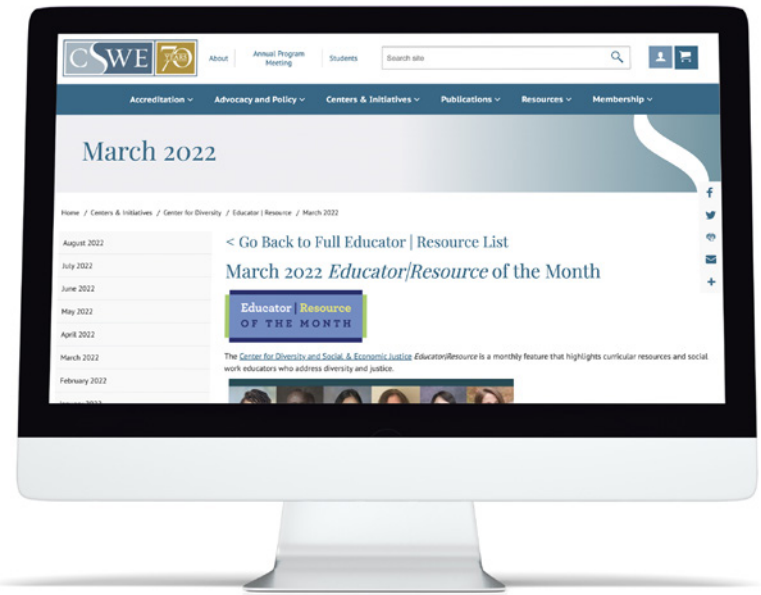 CSWE 70 YEARS
About
Annual Program
Meeting
Students
Search site
Accreditation
Advocacy and Policy
Centers & Initiatives
Publications
Resources
Membership
March 2022
Home / Centers & Initiatives / Center for Diversity / Educator | Resource / March 2022
August 2022
July 2022
June 2022
May 2022
April 2022
March 2022
February 2022
January 2022
< Go Back to Full Educator | Resource List
March 2022 Educator/Resource of the Month
Educator | Resource
OF THE MONTH
The Center for Diversity and Social & Economic Justice Educator/Resource is a monthly feature that highlights curricular resources and social
work educators who address diversity and justice.